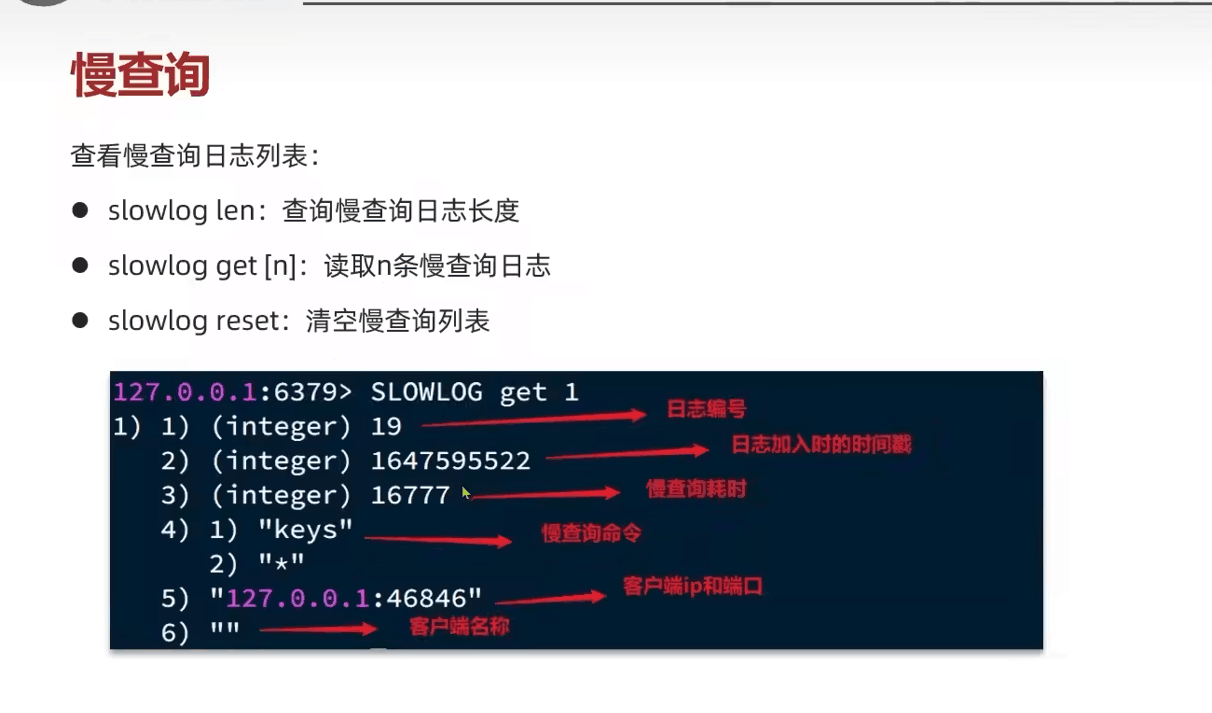 慢查询
查看慢查询日志列表：
● slowlog len：查询慢查询日志长度
● slowlog get [n]：读取n条慢查询日志
● slowlog reset：清空慢查询列表
127.0.0.1:6379> SLOWLOG get 1
1) 1) (integer) 19 日志编号
2) (integer) 1647595522 日志加入时的时间戳
3) (integer) 16777 慢查询耗时
4) 1) "keys" 慢查询命令
2) "*"
5) "127.0.0.1:46846" 客户端ip和端口
6) "" 客户端名称